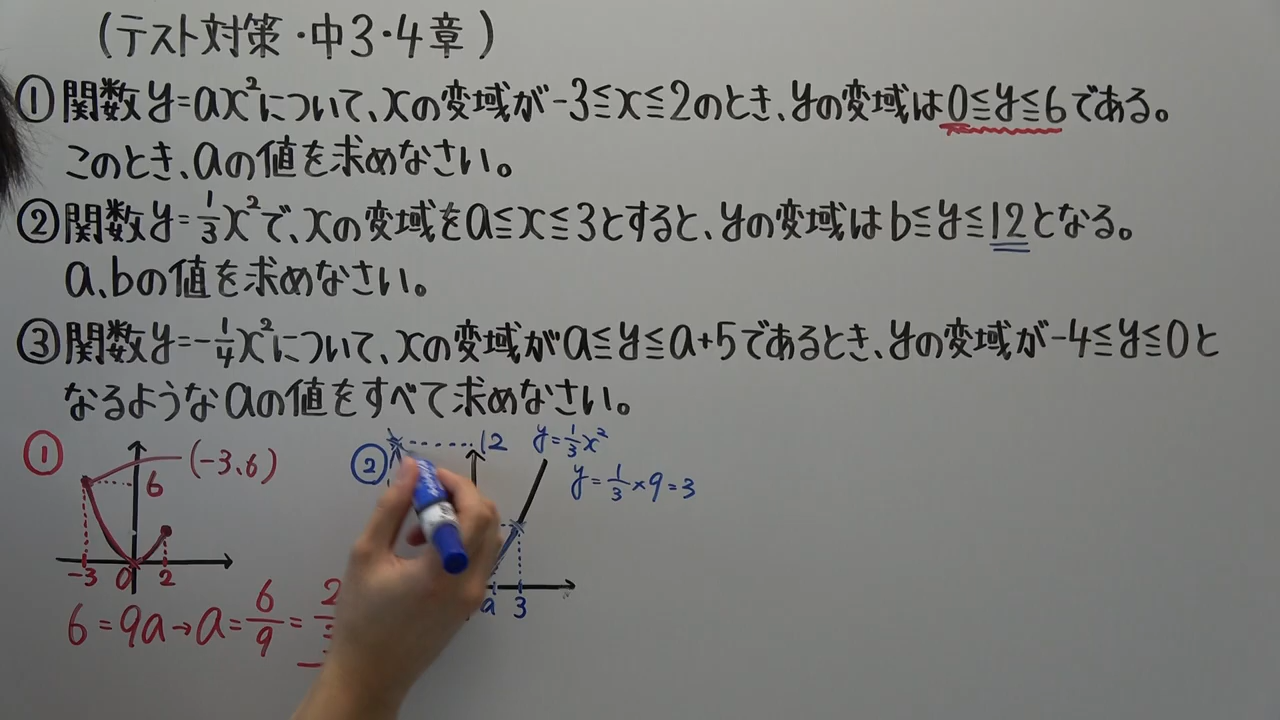 (テスト対策・中3・4章)
①関数y=ax²について、xの変域が-3≦x≦2のとき、yの変域は0≦y≦6である。
このとき、aの値を求めなさい。
②関数y=1/3x²で、xの変域をa≦x≦3とすると、yの変域はb≦y≦12となる。
a、bの値を求めなさい。
③関数y=-1/4x²について、xの変域がa≦y≦a+5であるとき、yの変域が-4≦y≦0と
なるようなaの値をすべて求めなさい。
①
(-3、6)
6
-3 0 2
6=9a→a=6/9=
②
12
y=1/3x²
y=1/3×9=3
a 3